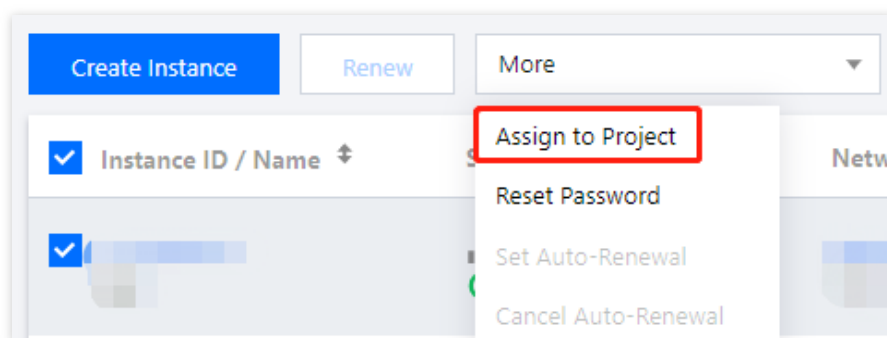 Create Instance
Renew
More
Assign to Project
Instance ID / Name
Reset Password
Set Auto-Renewal
Cancel Auto-Renewal